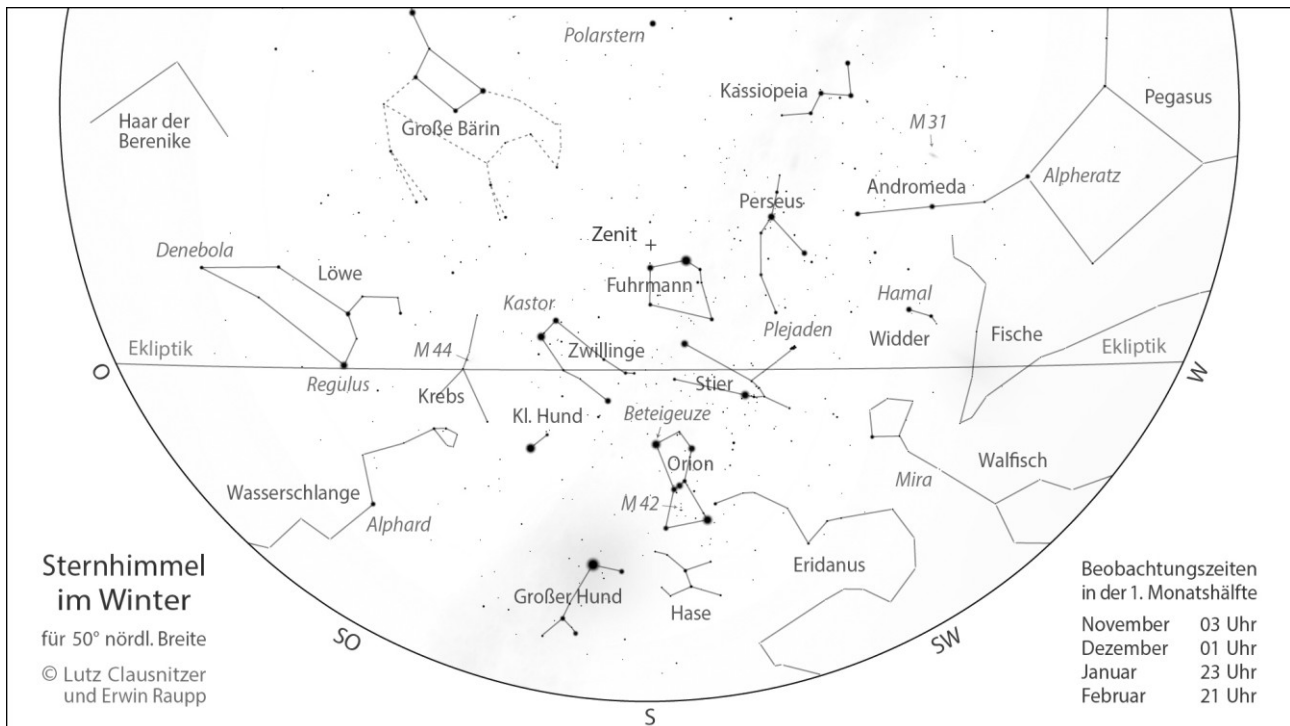 Polarstern
Kassiopeia
Pegasus
Haar der
Berenike
Große Bärin
M 31
Alpheratz
Andromeda
Perseus
Zenit
Denebola
Löwe
Fuhrmann
Kastor
Hamal
Plejaden
Widder
Fische
Ekliptik
M 44
Zwillinge
Ekliptik
O
Regulus
Krebs
Stier
W
Kl. Hund
Beteigeuze
Orion
Walfisch
Wasserschlange
M 42
Mira
Alphard
Eridanus
Großer Hund
Hase
SO
SW
S
Sternhimmel
im Winter
für 50° nördl. Breite
© Lutz Clausnitzer
und Erwin Raupp
Beobachtungszeiten
in der 1. Monatshälfte
November 03 Uhr
Dezember 01 Uhr
Januar 23 Uhr
Februar 21 Uhr